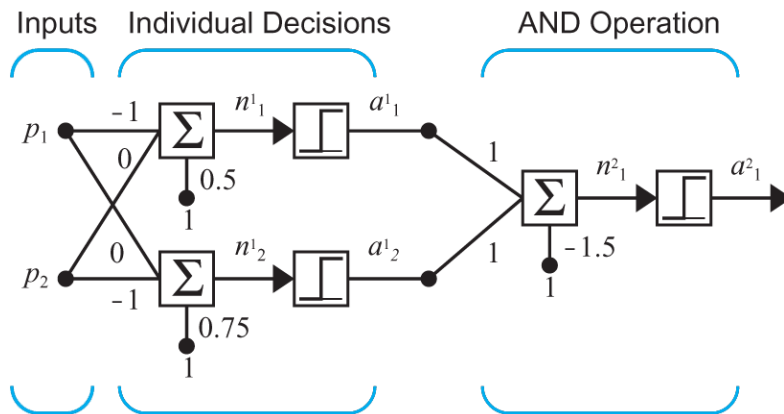 Inputs Individual Decisions AND Operation
p1 -1 Σ n¹₁ a¹₁
0
0.5
1
1 Σ n²₁ a²₁
0
p2 -1 Σ n¹₂ a¹₂
1
-1.5
1
0.75
1